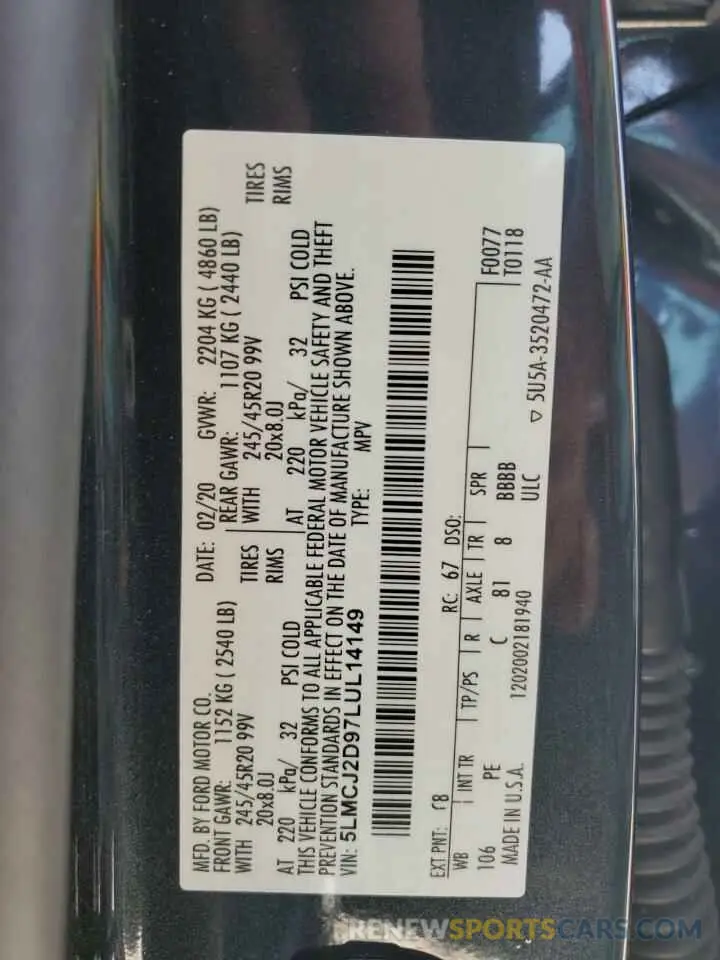 MFD. BY FORD MOTOR CO. DATE: 02/20 GVWR: 2204 KG ( 4860 LB)
FRONT GAWR: 1152 KG ( 2540 LB) REAR GAWR: 1107 KG ( 2440 LB)
WITH 245/45R20 99V TIRES WITH 245/45R20 99V TIRES
20x8.0J RIMS 20x8.0J RIMS
AT 220 kPa/ 32 PSI COLD AT 220 kPa/ 32 PSI COLD
THIS VEHICLE CONFORMS TO ALL APPLICABLE FEDERAL MOTOR VEHICLE SAFETY AND THEFT
PREVENTION STANDARDS IN EFFECT ON THE DATE OF MANUFACTURE SHOWN ABOVE.
VIN: 5LMCJ2D97LUL14149 TYPE: MPV
EXT PNT: RC: 67 DSO: F0077
WB INT TR TP/PS R AXLE TR SPR T0118
106 PE C 81 8 BBBB
MADE IN U.S.A. 1202002181940 ULC ▽ 5U5A-3520472-AA
RENEWSPORTSCARS.COM